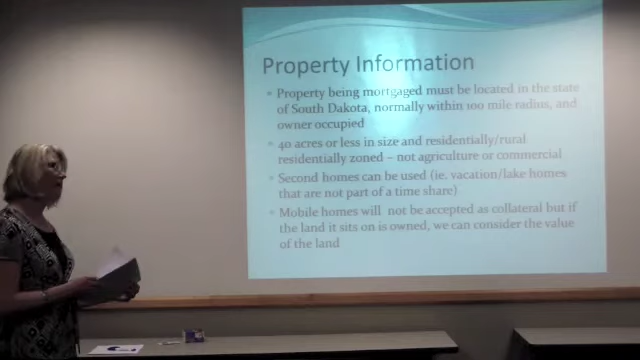 Property Information
Property being mortgaged must be located in the state
of South Dakota, normally within 100 mile radius, and
owner occupied
40 acres or less in size and residentially/rural
residentially zoned – not agriculture or commercial
Second homes can be used (ie. vacation/lake homes
that are not part of a time share)
Mobile homes will not be accepted as collateral but if
the land it sits on is owned, we can consider the value
of the land